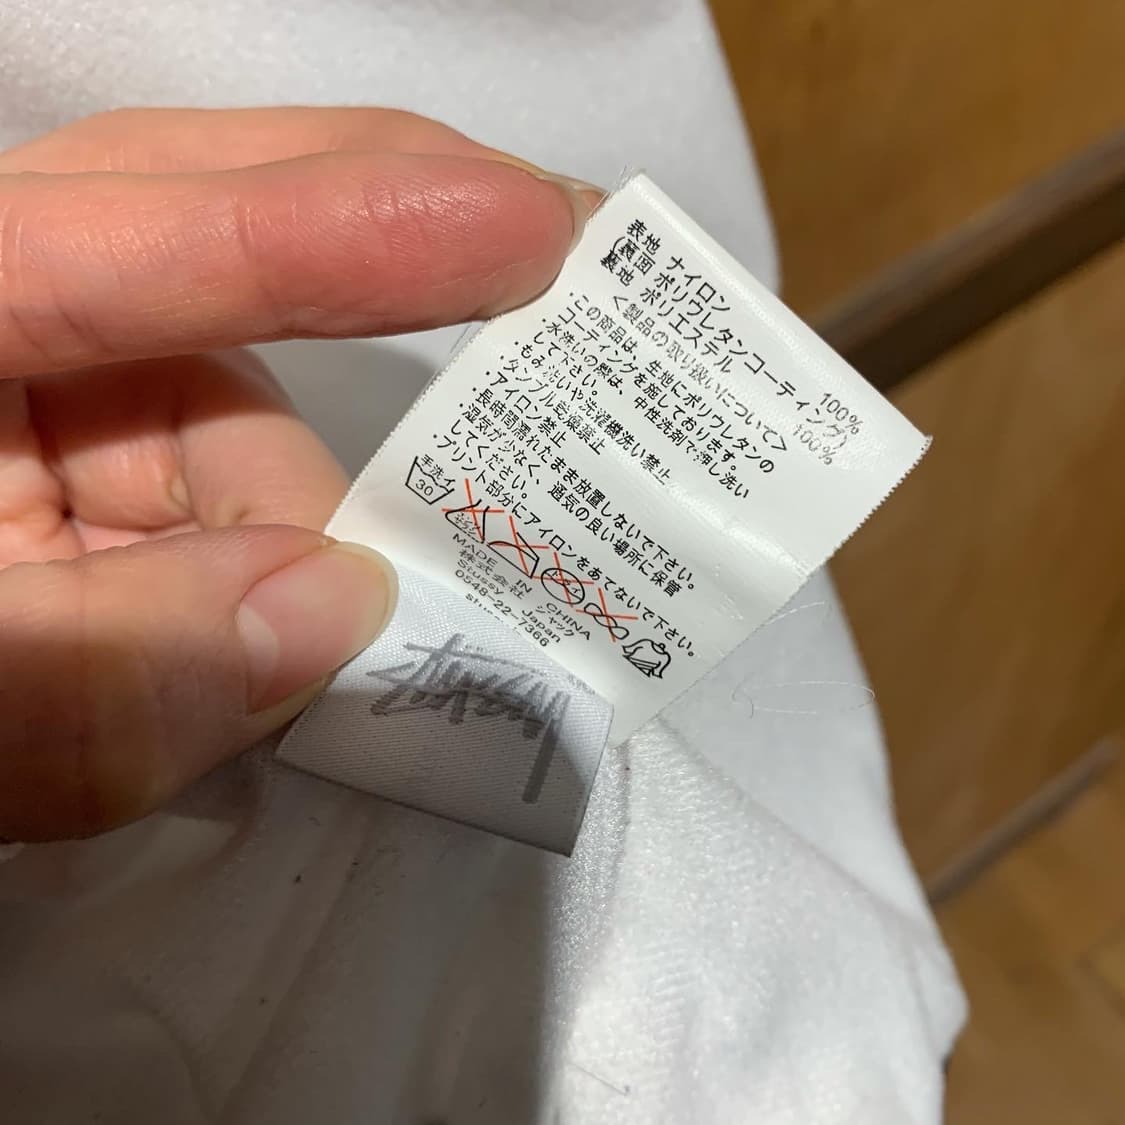 表地 ナイロン 100%
(裏面 ポリウレタンコーティング)
裏地 ポリエステル 100%
<製品の取り扱いについて>
・この商品は、生地にポリウレタンの
コーティングを施しております。
・水洗いの際は、中性洗剤で押し洗い
して下さい。
・もみ洗いや洗濯機洗い禁止
・タンブル乾燥禁止
・アイロン禁止
・長時間濡れたまま放置しないで下さい。
・湿気が少なく、通気の良い場所に保管
してください。
・プリント部分にアイロンをあてないで下さい。
手洗イ
30
MADE IN CHINA
株式会社 ジャック
Stussy Japan
0548-22-7366
Stüssy